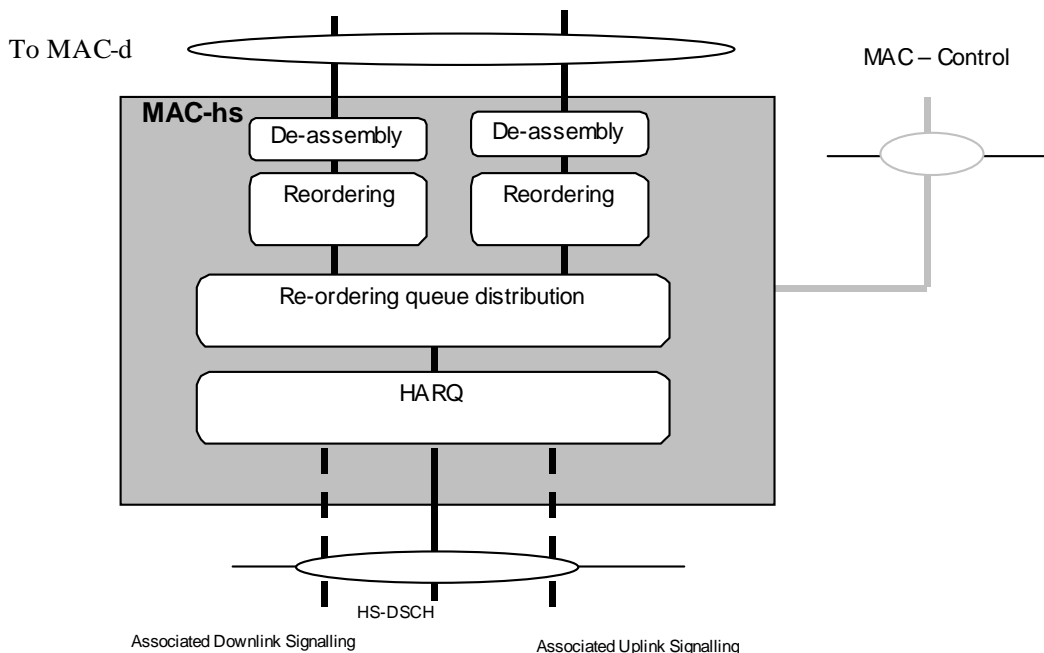 To MAC-d
MAC – Control
MAC-hs
De-assembly
De-assembly
Reordering
Reordering
Re-ordering queue distribution
HARQ
HS-DSCH
Associated Downlink Signalling
Associated Uplink Signalling